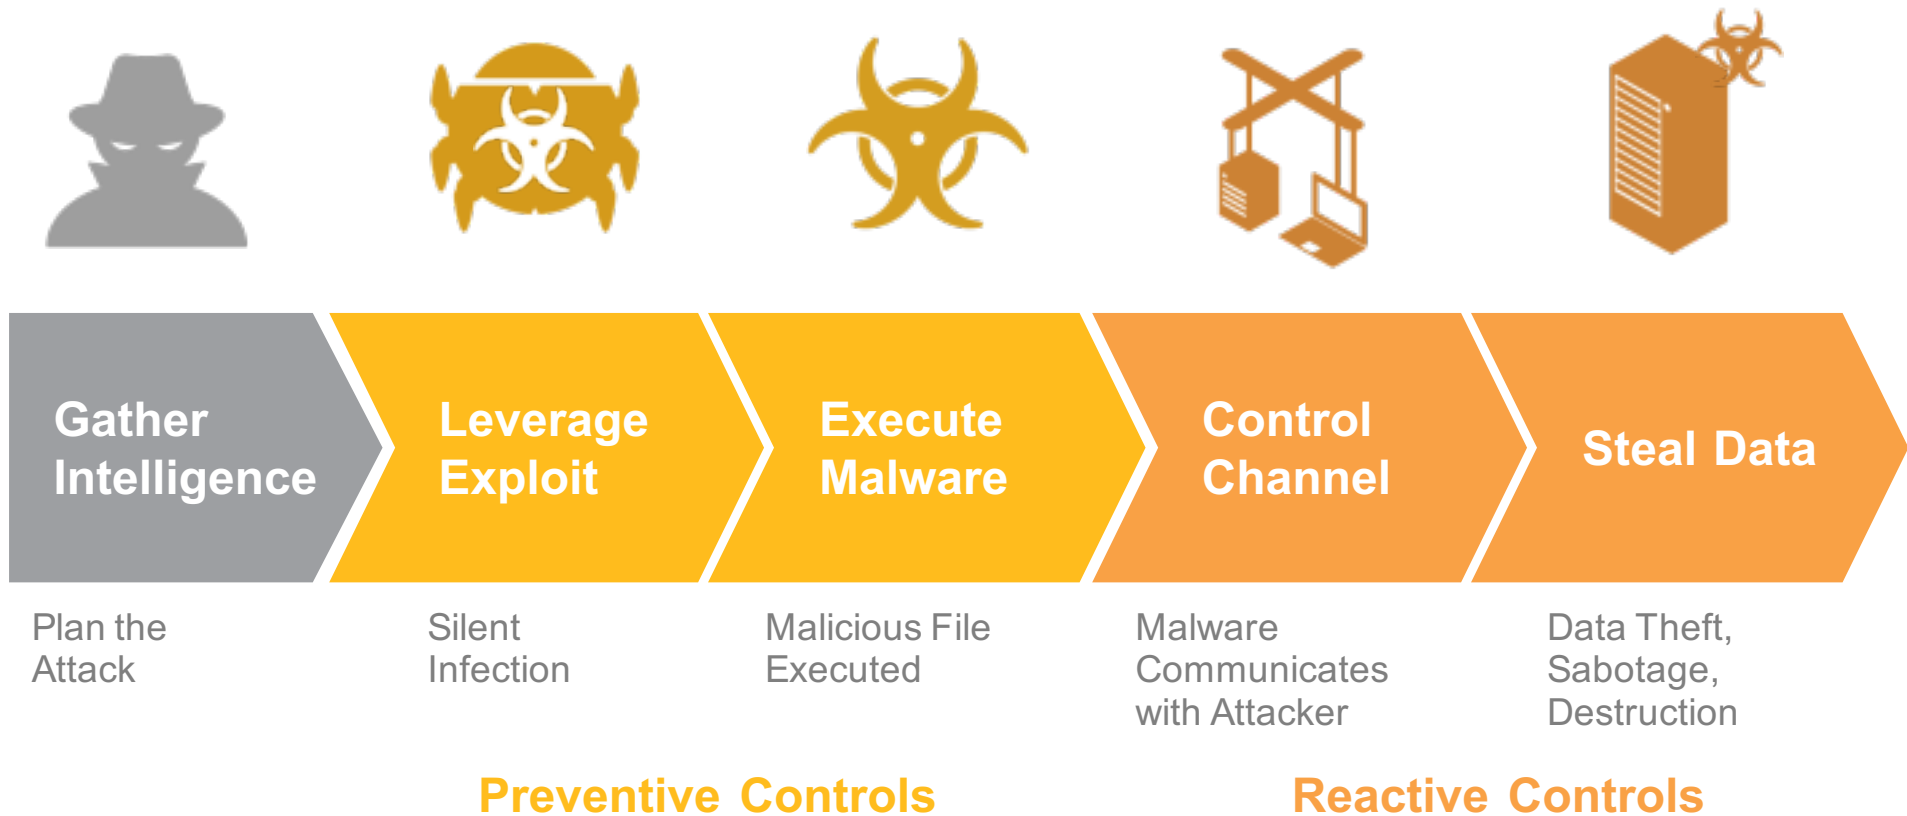 Gather
Intelligence
Leverage
Exploit
Execute
Malware
Control
Channel
Steal Data
Plan the
Attack
Silent
Infection
Malicious File
Executed
Malware
Communicates
with Attacker
Data Theft,
Sabotage,
Destruction
Preventive Controls
Reactive Controls